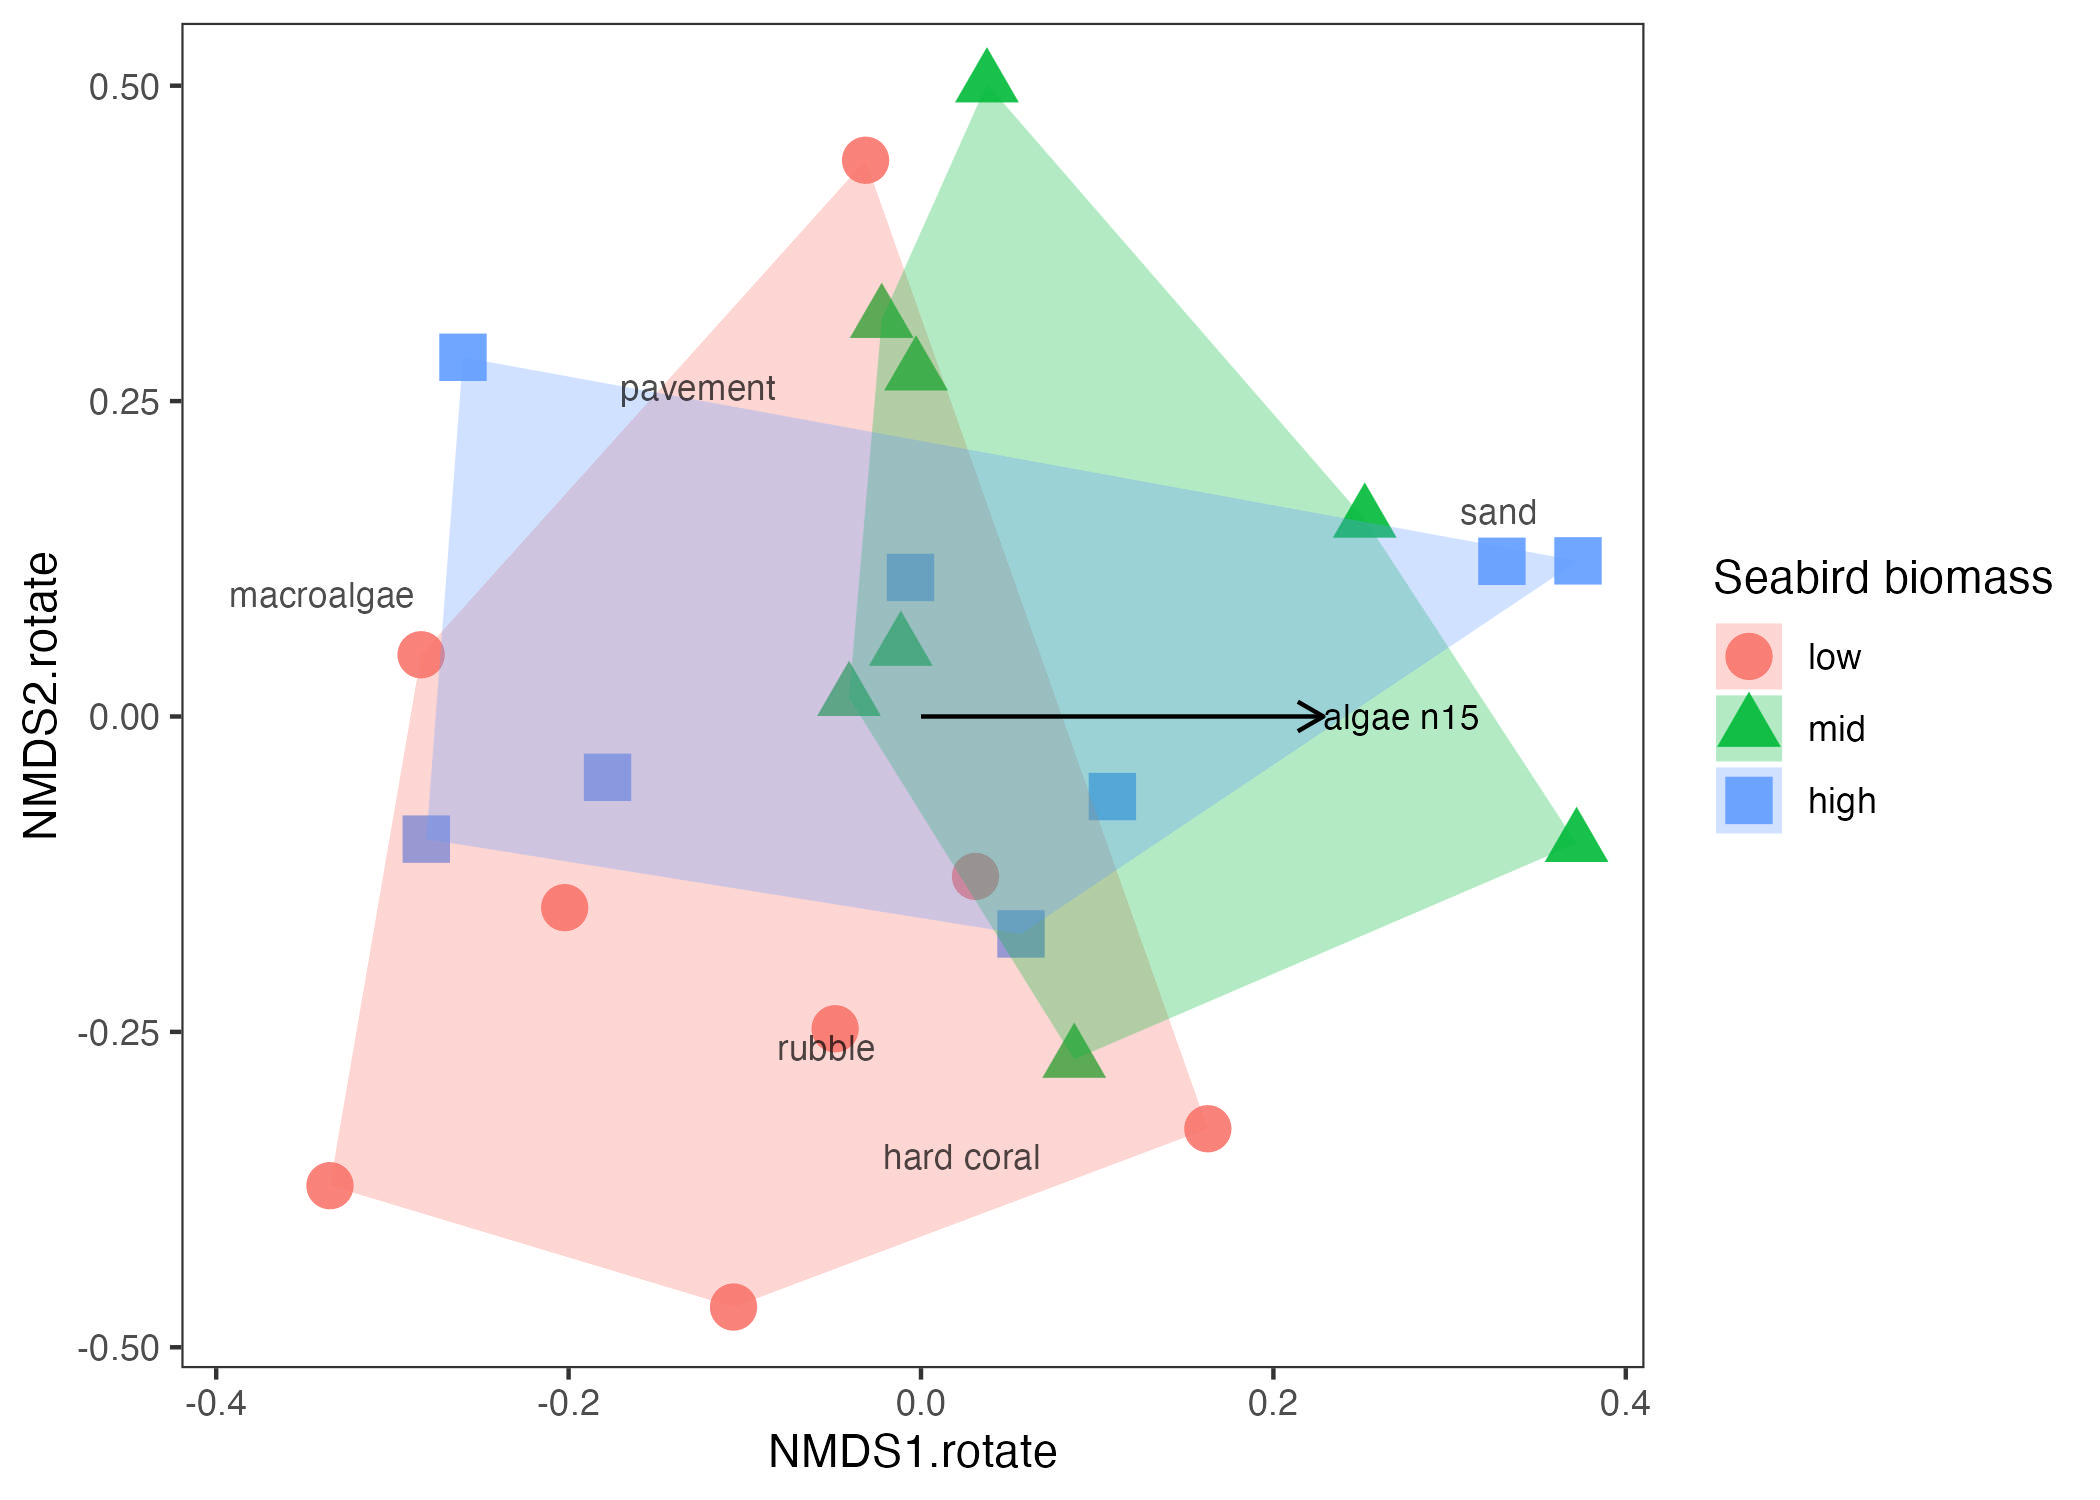 0.50
0.25
0.00
-0.25
-0.50
NMDS2.rotate
pavement
sand
macroalgae
algae n15
rubble
hard coral
-0.4
-0.2
0.0
0.2
0.4
NMDS1.rotate
Seabird biomass
low
mid
high